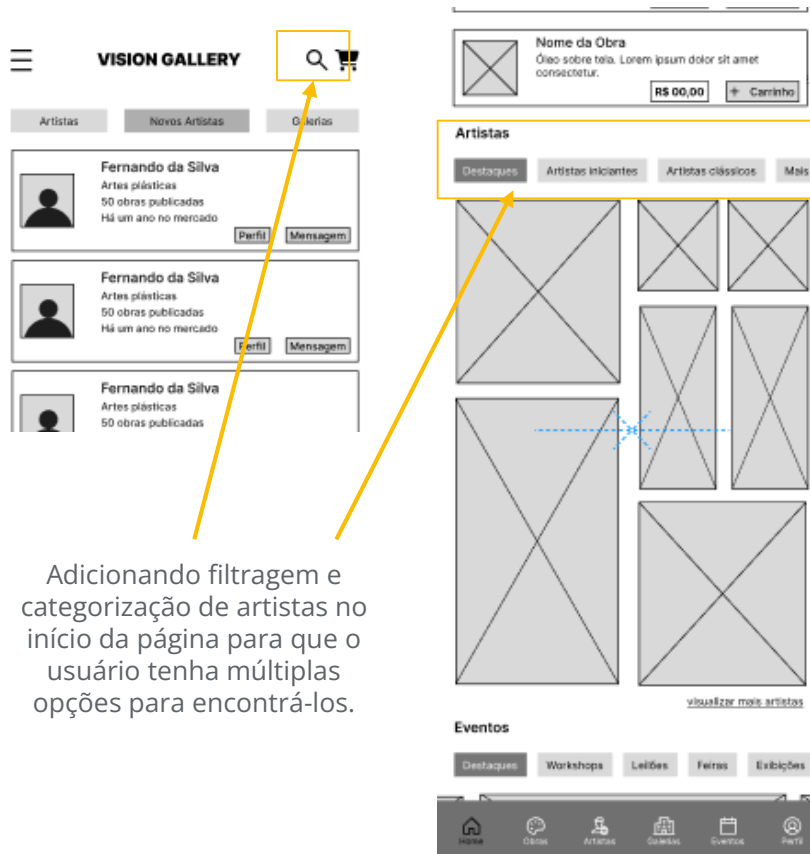 VISION GALLERY
Artistas
Novos Artistas
Galerias
Fernando da Silva
Artes plásticas
50 obras publicadas
Há um ano no mercado
Perfil
Mensagem
Fernando da Silva
Artes plásticas
50 obras publicadas
Há um ano no mercado
Perfil
Mensagem
Fernando da Silva
Artes plásticas
50 obras publicadas
Adicionando filtragem e
categorização de artistas no
início da página para que o
usuário tenha múltiplas
opções para encontrá-los.
Nome da Obra
Óleo sobre tela. Lorem ipsum dolor sit amet
consectetur.
R$ 00,00
+ Carrinho
Artistas
Destaques
Artistas iniciantes
Artistas clássicos
Mais
visualizar mais artistas
Eventos
Destaques
Workshops
Leilões
Feiras
Exibições
Home
Obras
Artistas
Galerias
Eventos
Perfil